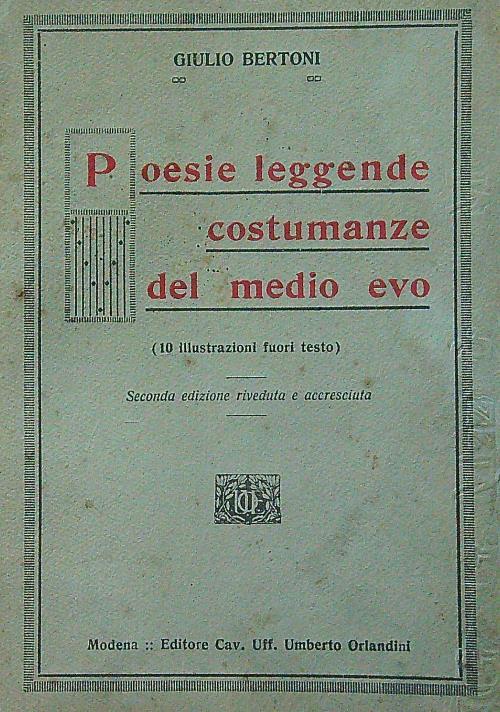 GIULIO BERTONI
Poesie leggende
costumanze
del medio evo
(10 illustrazioni fuori testo)
Seconda edizione riveduta e accresciuta
Modena :: Editore Cav. Uff. Umberto Orlandini